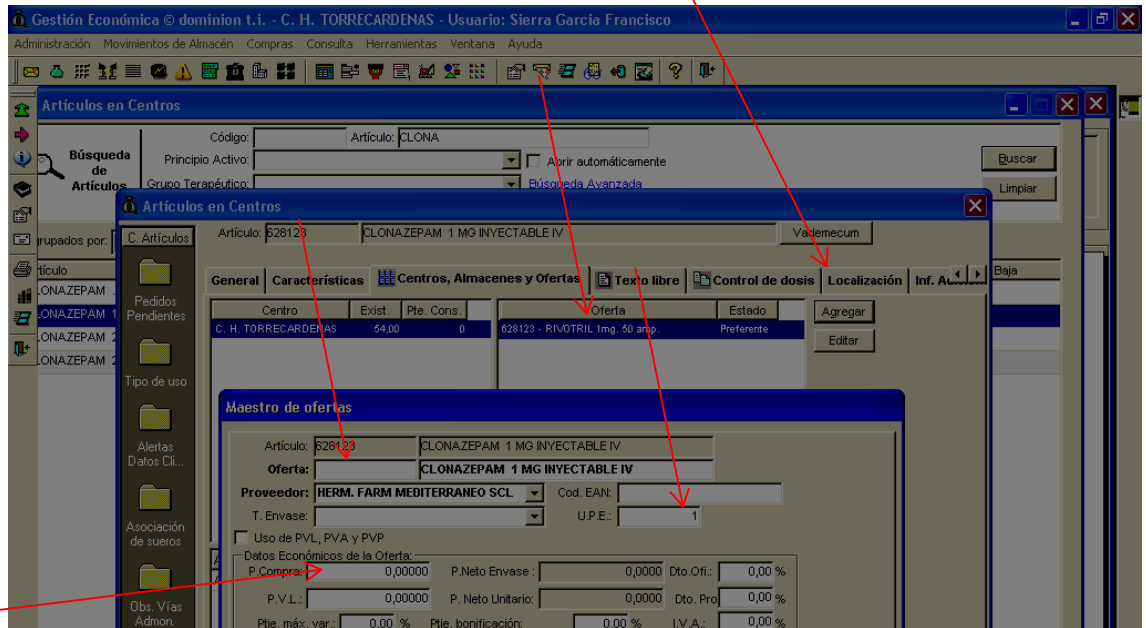 Gestión Económica © dominion t.i. - C. H. TORRECARDENAS - Usuario: Sierra Garcia Francisco
Administración Movimientos de Almacén Compras Consulta Herramientas Ventana Ayuda
Artículos en Centros
Código: Artículo: CLONA
Búsqueda de Artículos
Principio Activo: Abrir automáticamente
Buscar
Grupo Terapéutico: Búsqueda Avanzada
Limpiar
Artículos en Centros
grupados por:
C. Artículos
Artículo: 628123 CLONAZEPAM 1 MG INYECTABLE IV Vademecum
tículo
Baja
General Características Centros, Almacenes y Ofertas Texto libre Control de dosis Localización Inf.
ONAZEPAM
ONAZEPAM 1
ONAZEPAM 2
ONAZEPAM 2
Pedidos Pendientes
Centro Exist. Pte. Cons. Oferta Estado Agregar
C. H. TORRECARDENAS 54,00 0 628123 - RIVOTRIL 1mg. 50 amp. Preferente
Editar
Tipo de uso
Maestro de ofertas
Alertas
Datos Cli...
Artículo: 628123 CLONAZEPAM 1 MG INYECTABLE IV
Oferta: CLONAZEPAM 1 MG INYECTABLE IV
Proveedor: HERM. FARM MEDITERRANEO SCL Cod. EAN:
T. Envase: U.P.E.: 1
Asociación de sueros
Uso de PVL, PVA y PVP
Datos Económicos de la Oferta:
P.Compra: 0,00000 P.Neto Envase : 0,0000 Dto.Ofi.: 0,00 %
P.V.L.: 0,00000 P. Neto Unitario: 0,0000 Dto. Pro 0,00 %
Obs. Vías Admon.
Ptje. máx. var.: 0,00 % Ptje. bonificación: 0,00 % I.V.A.: 0,00 %